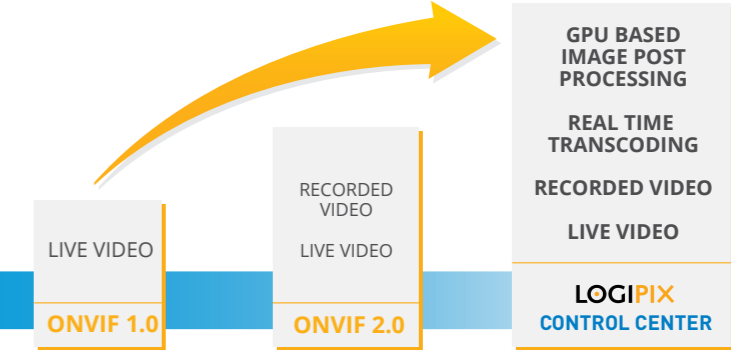 LIVE VIDEO
ONVIF 1.0
RECORDED
VIDEO
LIVE VIDEO
ONVIF 2.0
GPU BASED
IMAGE POST
PROCESSING
REAL TIME
TRANSCODING
RECORDED VIDEO
LIVE VIDEO
LOGIPIX
CONTROL CENTER